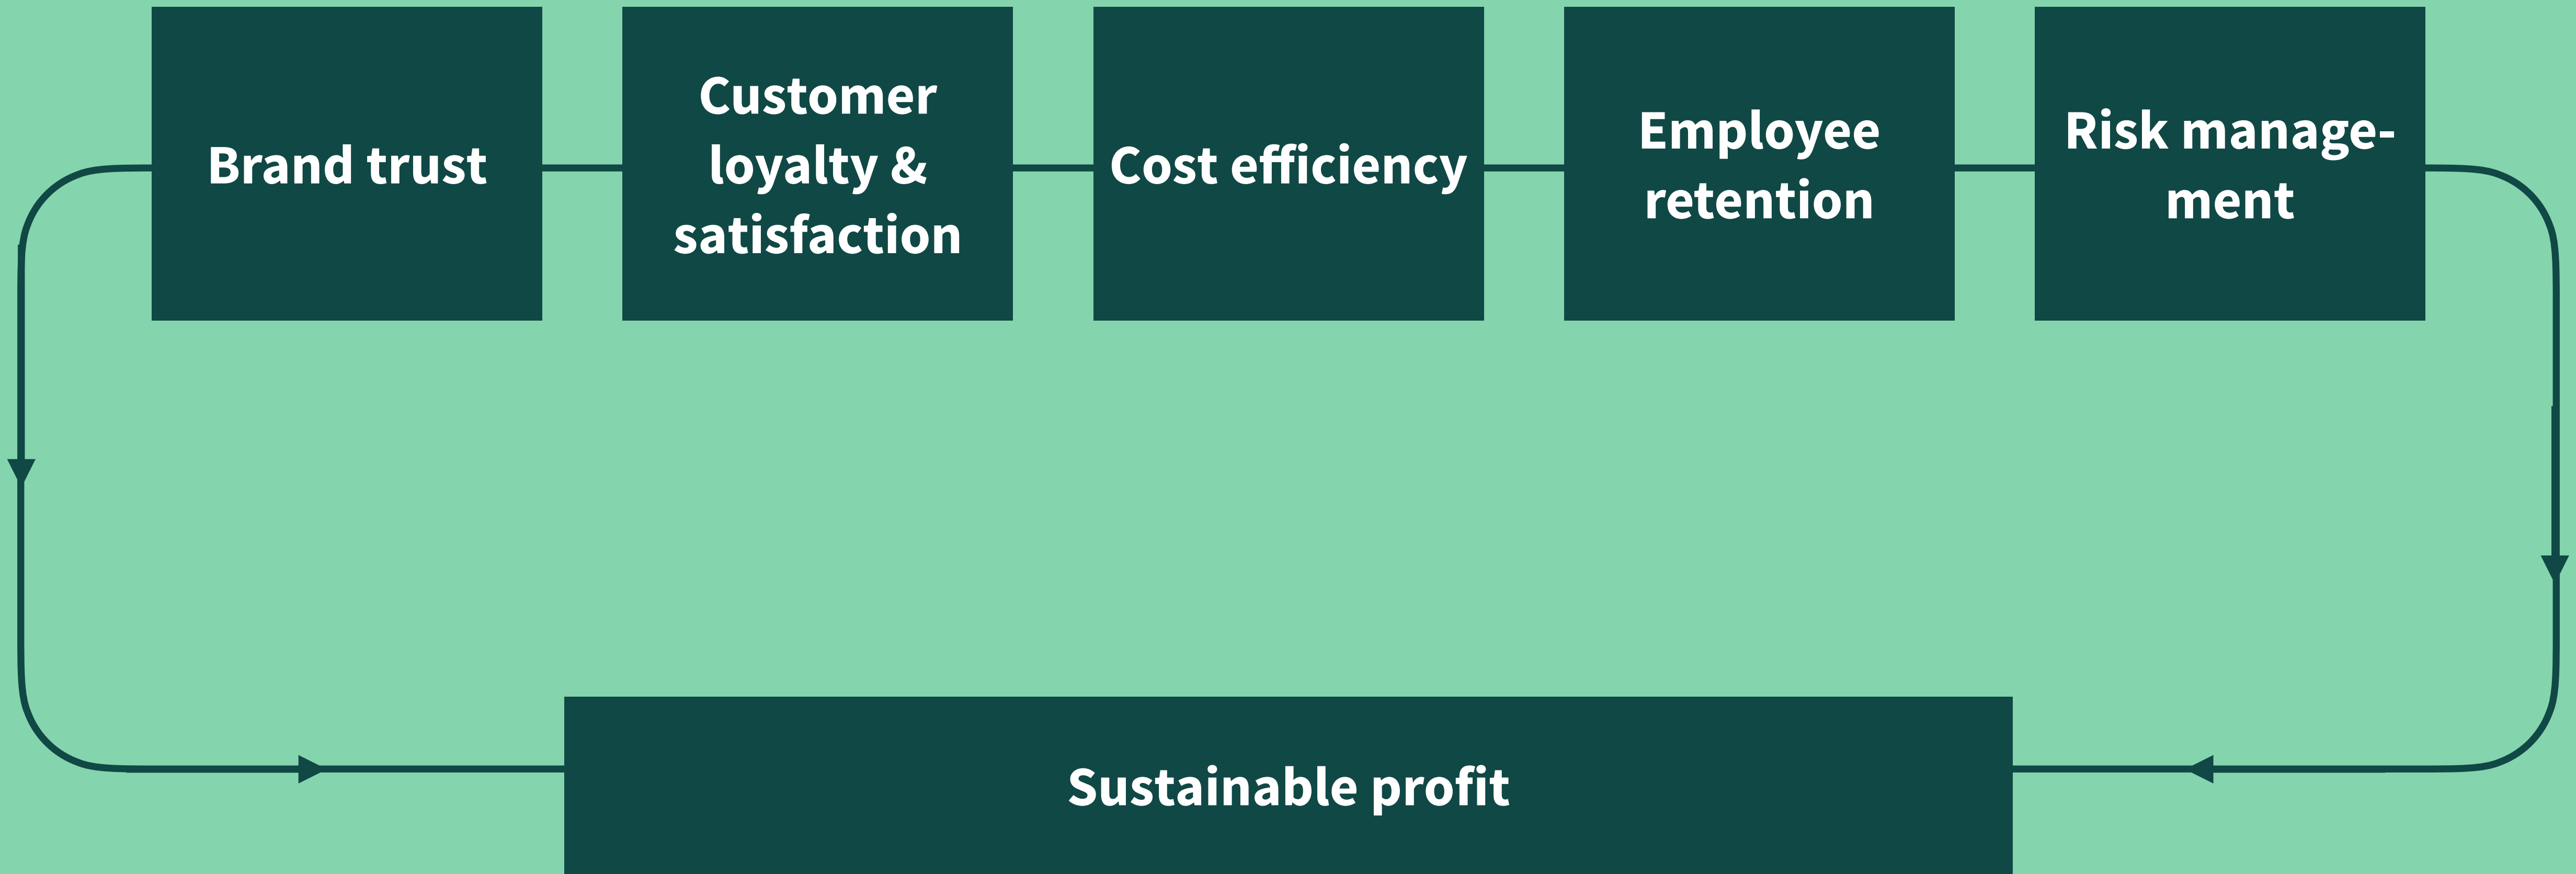 Brand trust
Customer
loyalty &
satisfaction
Cost efficiency
Employee
retention
Risk manage-
ment
Sustainable profit